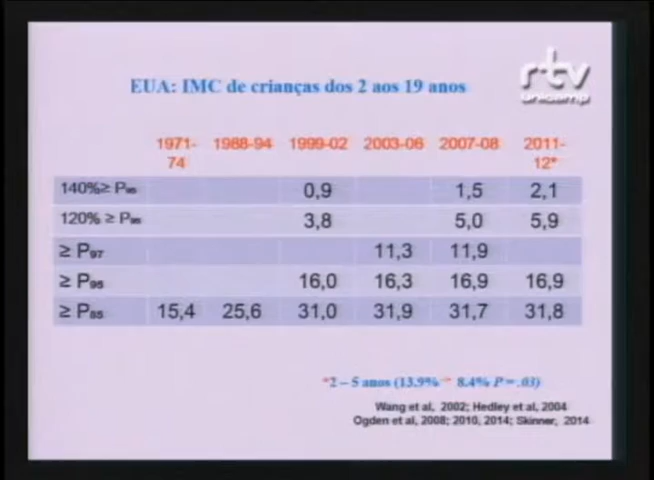 rtv
unicamp
EUA: IMC de crianças dos 2 aos 19 anos
1971-74 1988-94 1999-02 2003-06 2007-08 2011-12*
140%≥ P₉₅ 0,9 1,5 2,1
120% ≥ P₉₅ 3,8 5,0 5,9
≥ P₉₇ 11,3 11,9
≥ P₉₅ 16,0 16,3 16,9 16,9
≥ P₈₅ 15,4 25,6 31,0 31,9 31,7 31,8
*2 – 5 anos (13.9% → 8.4% P = .03)
Wang et al, 2002; Hedley et al, 2004
Ogden et al, 2008; 2010, 2014; Skinner, 2014